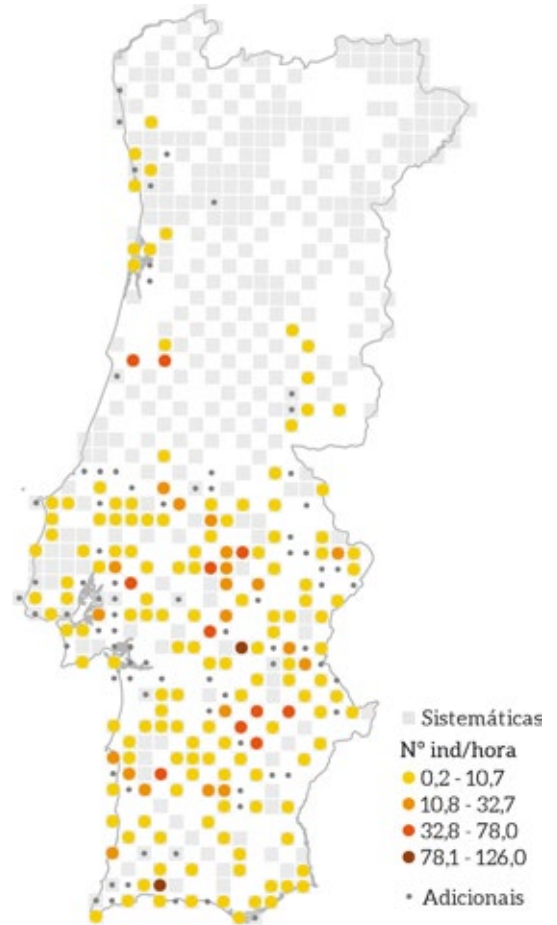 Sistemáticas
N° ind/hora
0,2 - 10,7
10,8 - 32,7
32,8 - 78,0
78,1 - 126,0
Adicionais